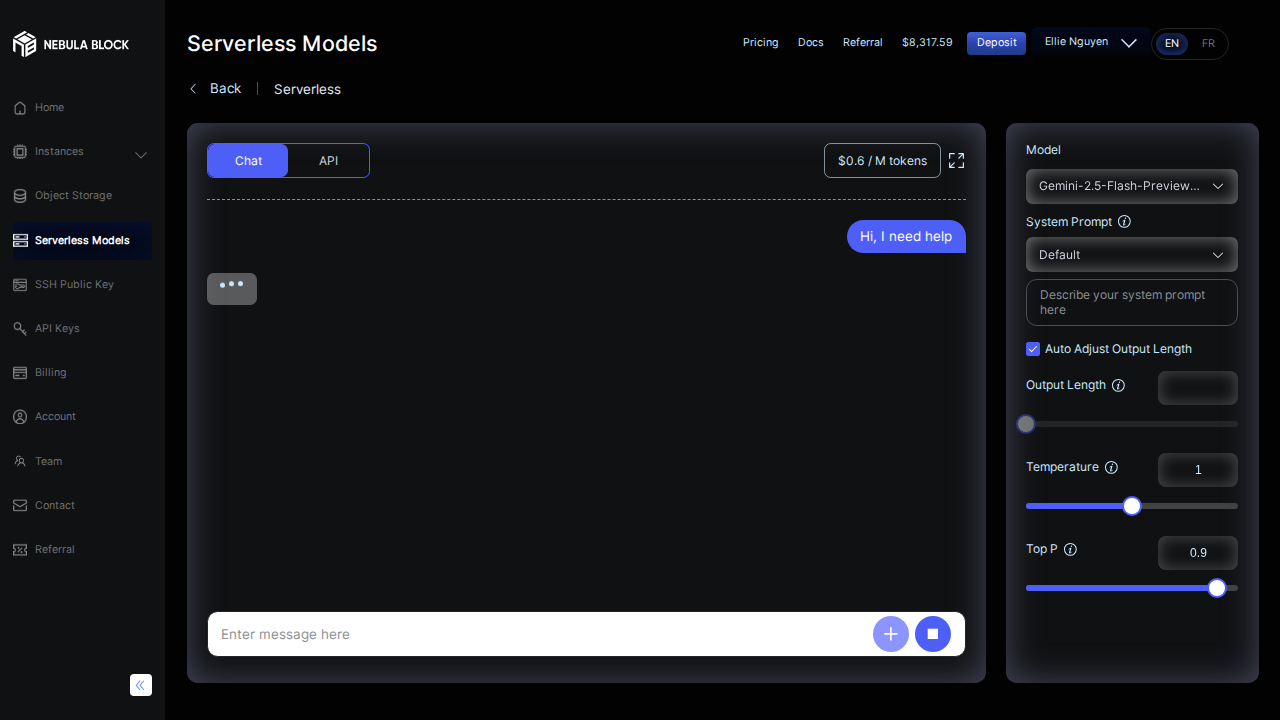 NEBULA BLOCK
Home
Instances
Object Storage
Serverless Models
SSH Public Key
API Keys
Billing
Account
Team
Contact
Referral
Serverless Models
Pricing
Docs
Referral
$8,317.59
Deposit
Ellie Nguyen
EN
FR
Back
Serverless
Chat
API
$0.6 / M tokens
Hi, I need help
Enter message here
Model
Gemini-2.5-Flash-Preview...
System Prompt
Default
Describe your system prompt
here
Auto Adjust Output Length
Output Length
Temperature
1
Top P
0.9